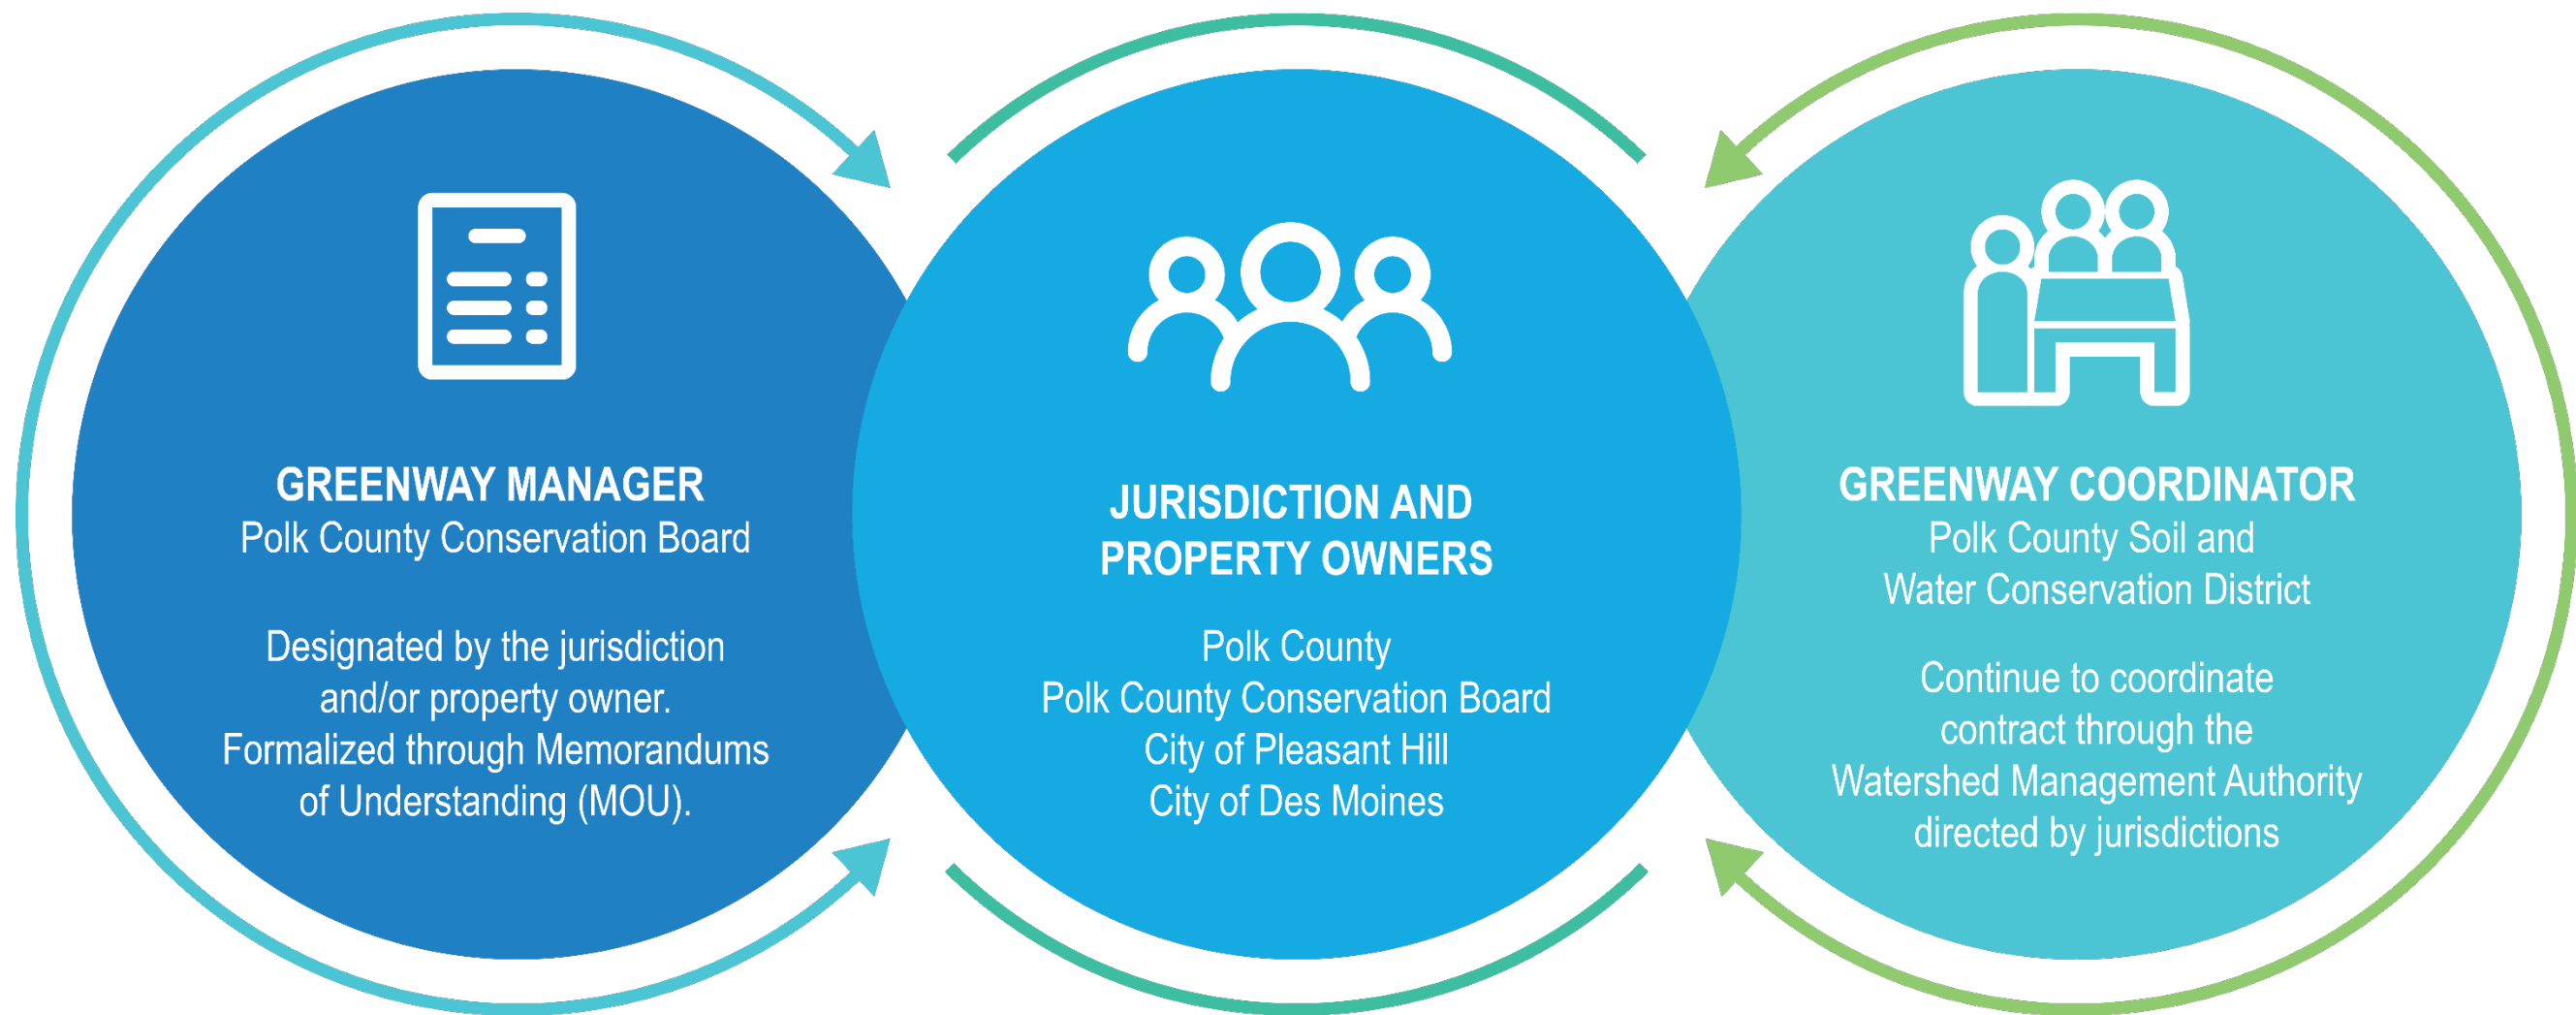 GREENWAY MANAGER
Polk County Conservation Board
Designated by the jurisdiction
and/or property owner.
Formalized through Memorandums
of Understanding (MOU).
JURISDICTION AND
PROPERTY OWNERS
Polk County
Polk County Conservation Board
City of Pleasant Hill
City of Des Moines
GREENWAY COORDINATOR
Polk County Soil and
Water Conservation District
Continue to coordinate
contract through the
Watershed Management Authority
directed by jurisdictions